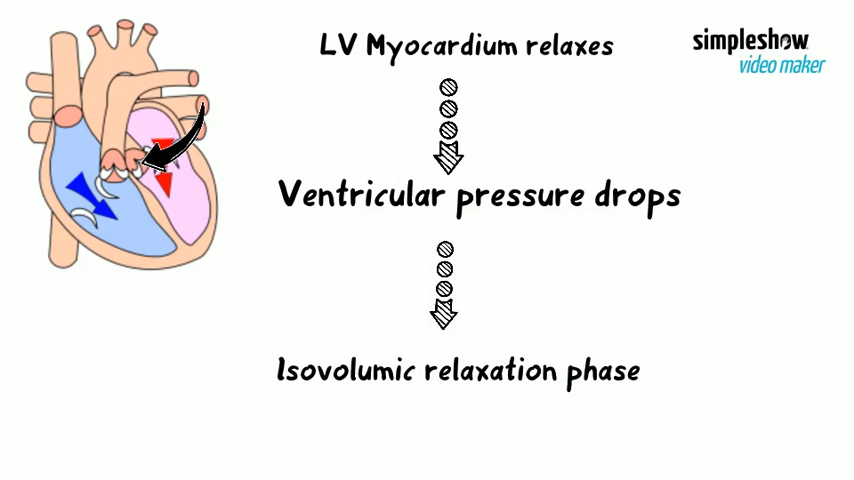 LV Myocardium relaxes
simpleshow
video maker
Ventricular pressure drops
Isovolumic relaxation phase